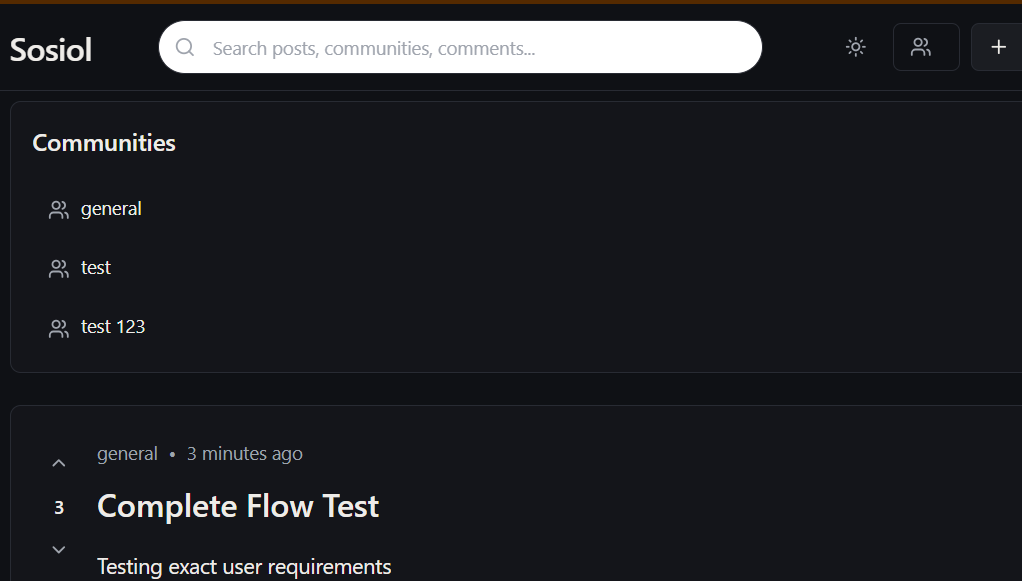 Sosiol
Search posts, communities, comments...
Communities
general
test
test 123
general • 3 minutes ago
3
Complete Flow Test
Testing exact user requirements